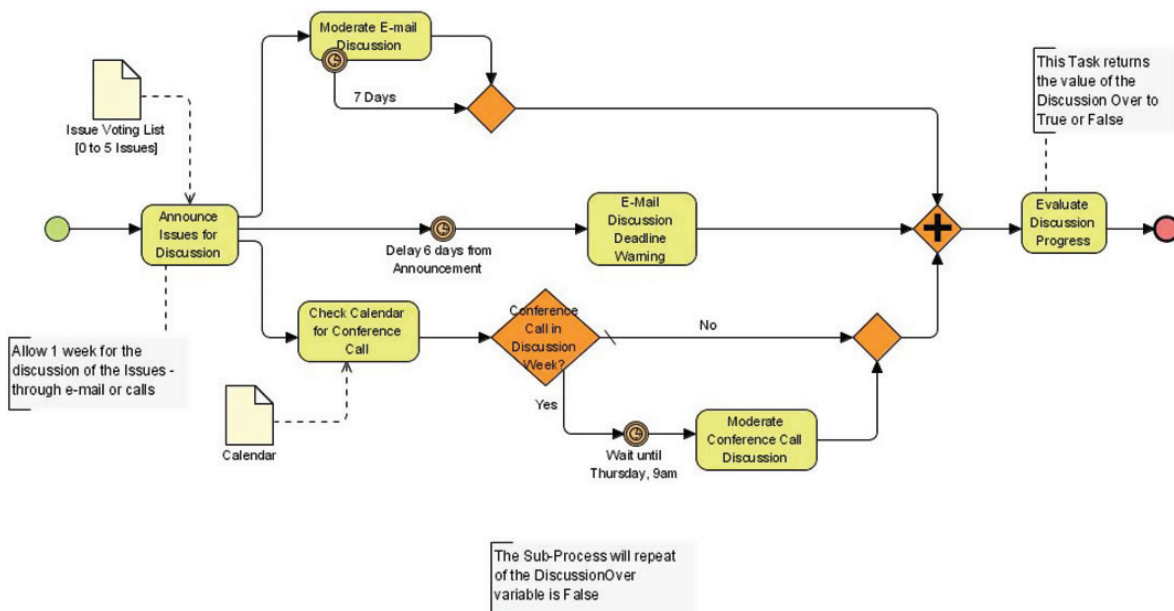 Moderate E-mail
Discussion
7 Days
This Task returns
the value of the
Discussion Over to
True or False
Issue Voting List
[0 to 5 Issues]
Announce
Issues for
Discussion
Delay 6 days from
Announcement
E-Mail
Discussion
Deadline
Warning
Evaluate
Discussion
Progress
Check Calendar
for Conference
Call
Conference
Call in
Discussion
Week?
No
Yes
Allow 1 week for the
discussion of the Issues -
through e-mail or calls
Calendar
Wait until
Thursday, 9am
Moderate
Conference Call
Discussion
The Sub-Process will repeat
of the DiscussionOver
variable is False